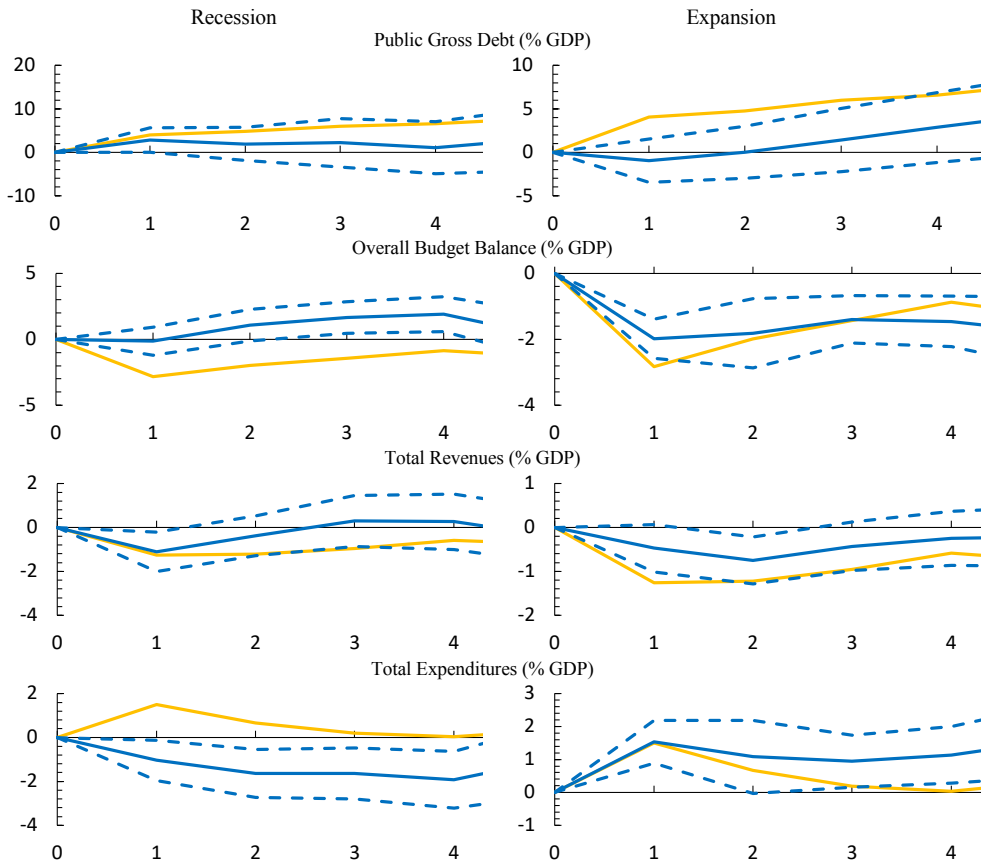 Recession Expansion
Public Gross Debt (% GDP)
20 10
10 5
0 0
-10 -5
0 1 2 3 4 0 1 2 3 4
Overall Budget Balance (% GDP)
5 0
0 -2
-5 -4
0 1 2 3 4 0 1 2 3 4
Total Revenues (% GDP)
2 1
0 0
-2 -1
-4 -2
0 1 2 3 4 0 1 2 3 4
Total Expenditures (% GDP)
2 3
0 2
-2 1
-4 0
-1
0 1 2 3 4 0 1 2 3 4